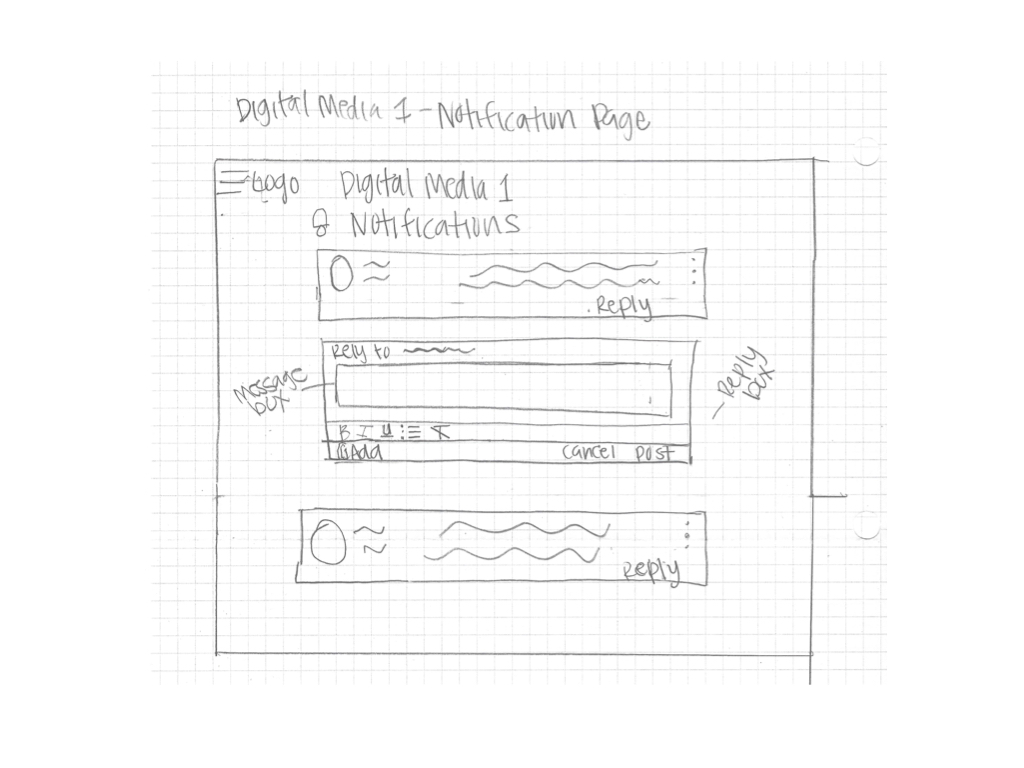 Digital Media 1 - Notification Page
Logo Digital Media 1
Notifications
Reply
Rely to
Message box
Reply box
B I U T
Add Cancel Post
Reply